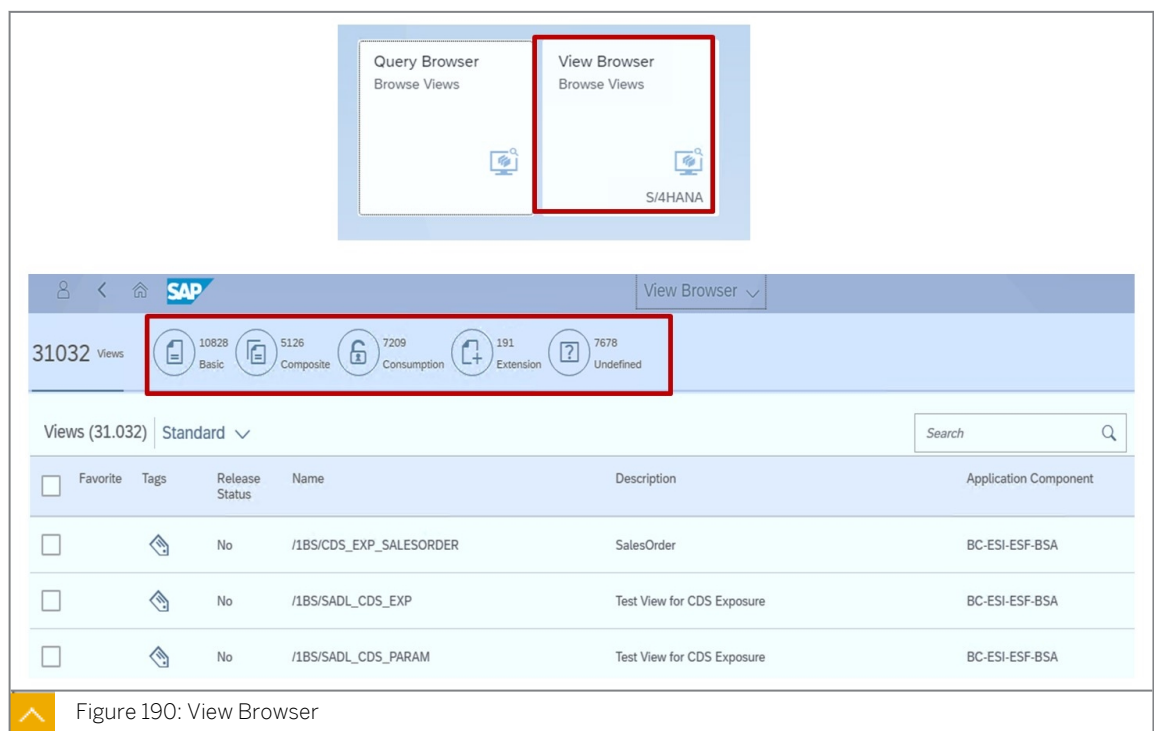 Query Browser
Browse Views
View Browser
Browse Views
S/4HANA
SAP
View Browser
31032 Views
10828
Basic
5126
Composite
7209
Consumption
191
Extension
7678
Undefined
Views (31.032) Standard
Search
Favorite Tags Release Status Name Description Application Component
No /1BS/CDS_EXP_SALESORDER SalesOrder BC-ESI-ESF-BSA
No /1BS/SADL_CDS_EXP Test View for CDS Exposure BC-ESI-ESF-BSA
No /1BS/SADL_CDS_PARAM Test View for CDS Exposure BC-ESI-ESF-BSA
Figure 190: View Browser